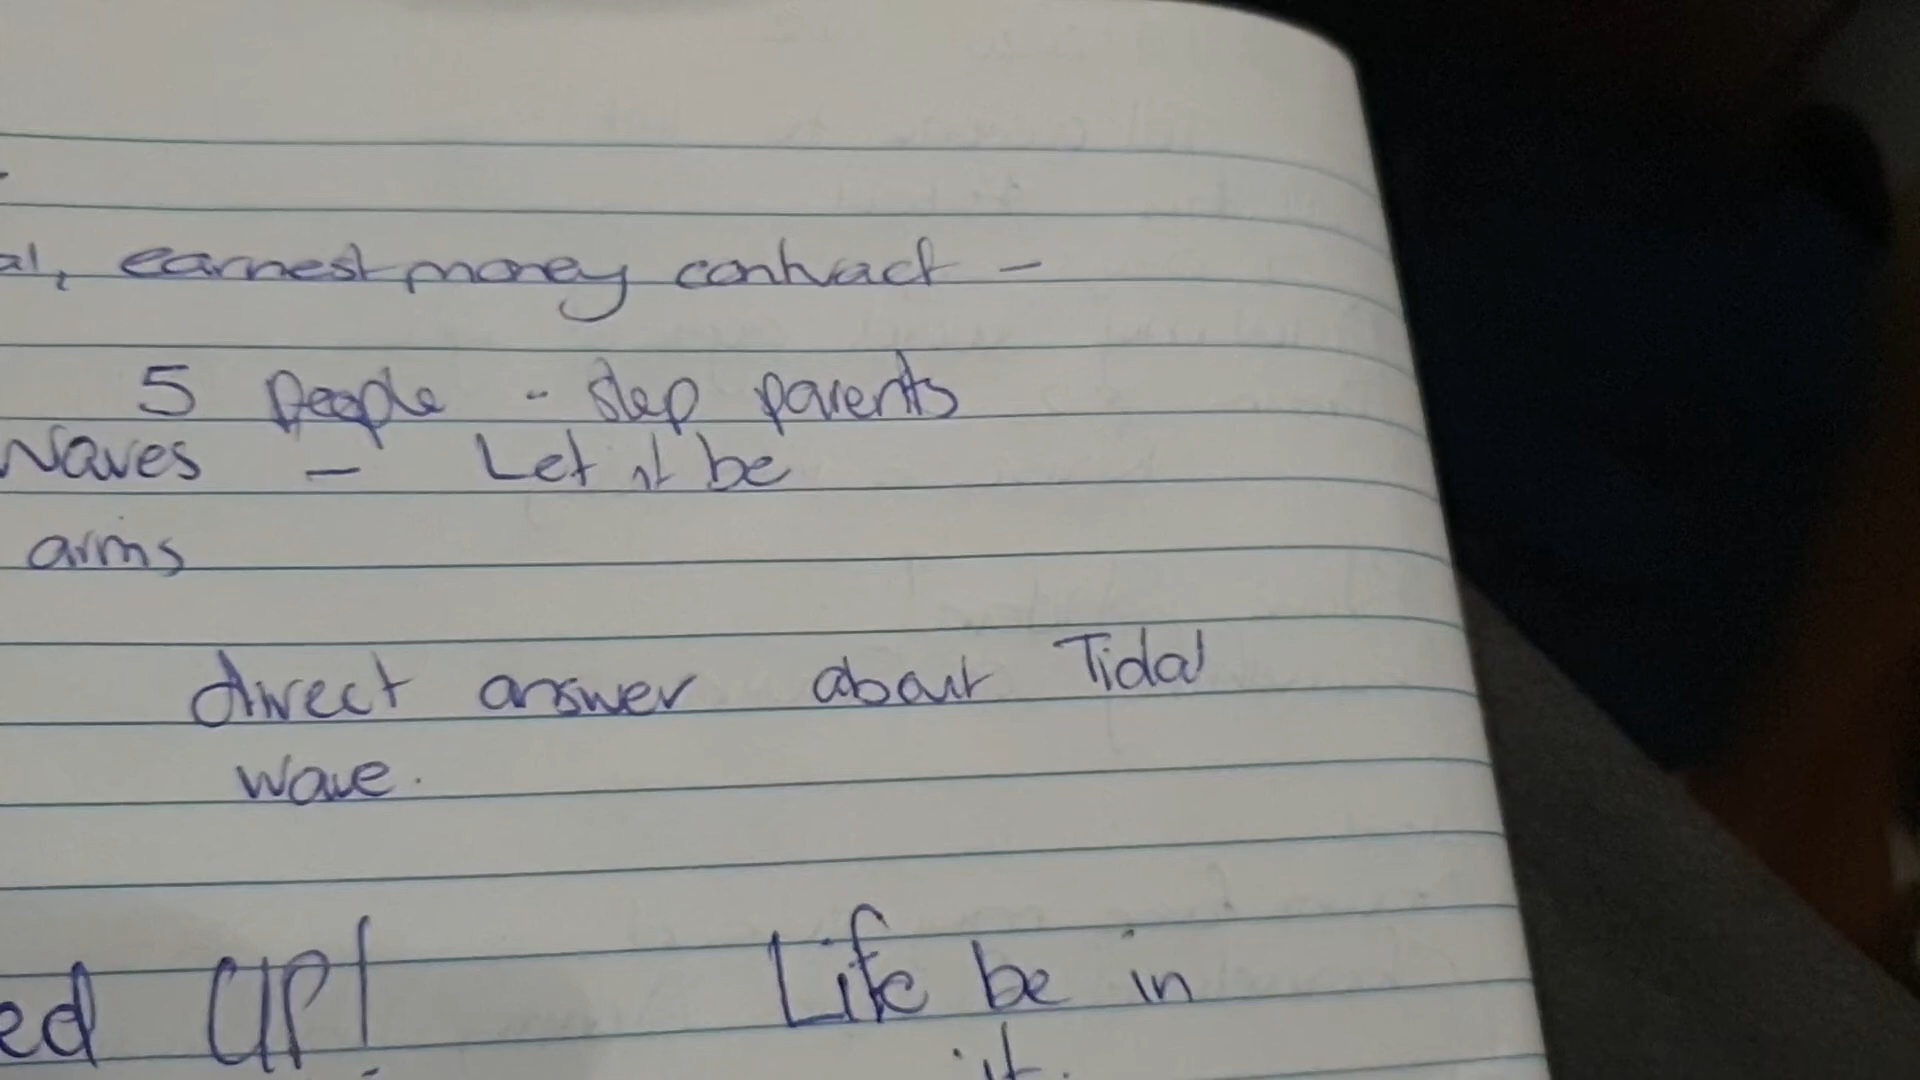 al, earnest money contract -
5 people - step parents
Waves - Let it be
arms
direct answer about Tidal
wave.
ed UP! Life be in
it.